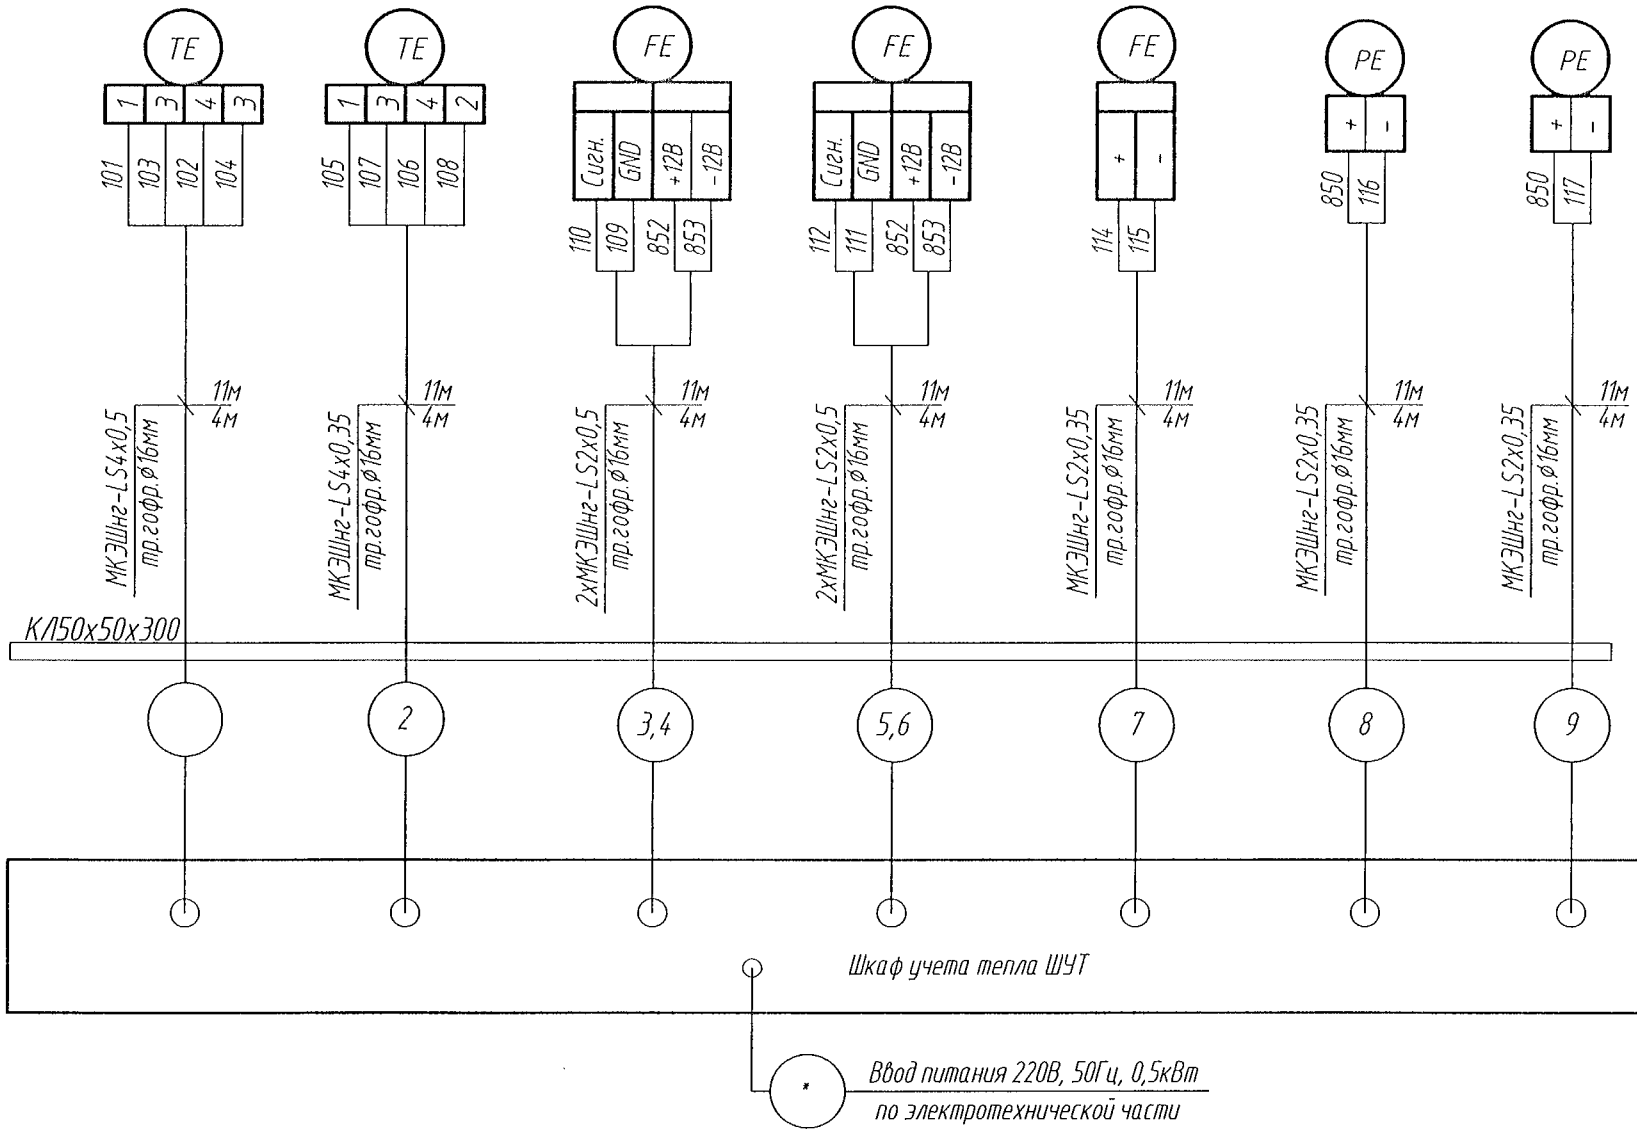 TE TE FE FE FE PE PE
1 3 4 3 1 3 4 2 + - + -
Сигн. GND +12В -12В Сигн. GND +12В -12В + -
101 103 102 104 105 107 106 108 850 116 850 117
110 109 852 853 112 111 852 853 114 115
11м 11м 11м 11м 11м 11м 11м
4м 4м 4м 4м 4м 4м 4м
МКЭШнг-LS4х0,5
тр.гофр.Ø16мм
МКЭШнг-LS4х0,35
тр.гофр.Ø16мм
2хМКЭШнг-LS2х0,5
тр.гофр.Ø16мм
2хМКЭШнг-LS2х0,5
тр.гофр.Ø16мм
МКЭШнг-LS2х0,35
тр.гофр.Ø16мм
МКЭШнг-LS2х0,35
тр.гофр.Ø16мм
МКЭШнг-LS2х0,35
тр.гофр.Ø16мм
КЛ50х50х300
2 3,4 5,6 7 8 9
Шкаф учета тепла ШУТ
* Ввод питания 220В, 50Гц, 0,5кВт
по электротехнической части